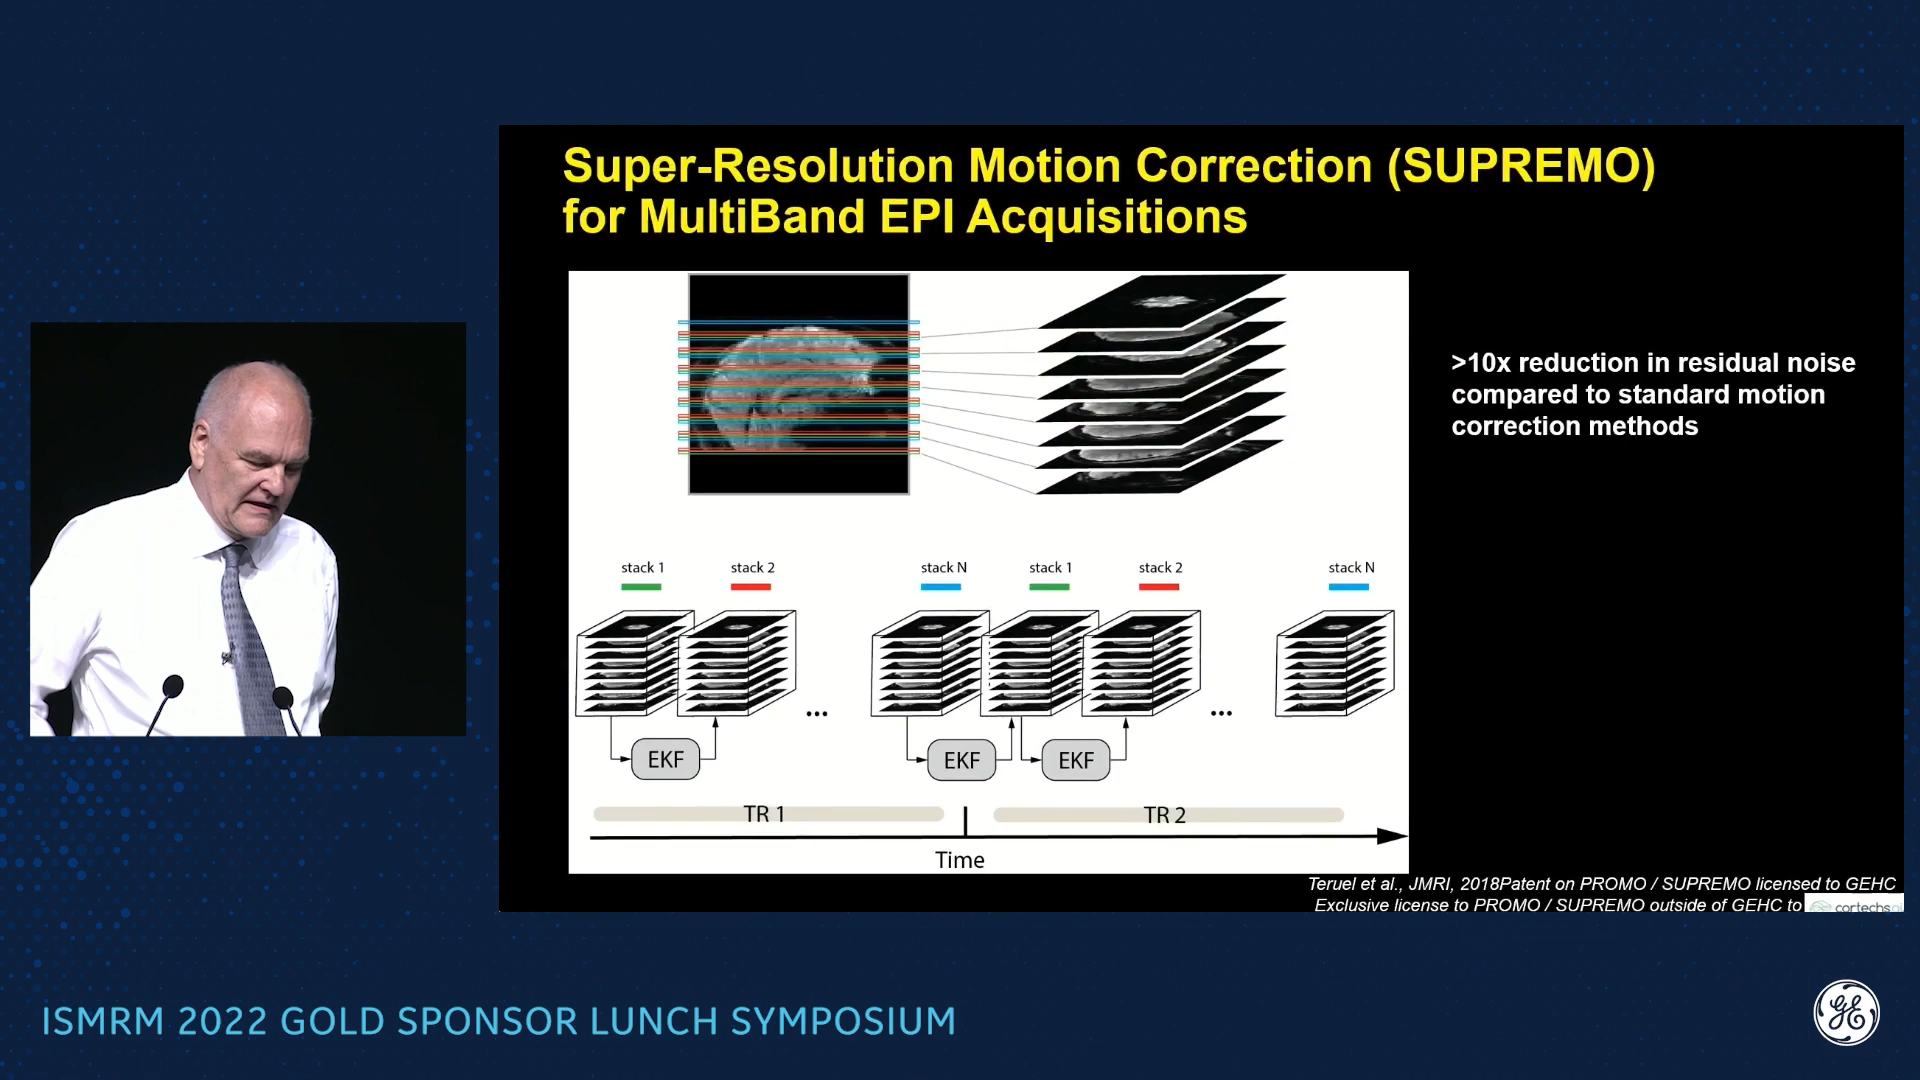 Super-Resolution Motion Correction (SUPREMO)
for MultiBand EPI Acquisitions
>10x reduction in residual noise
compared to standard motion
correction methods
stack 1 stack 2 stack N stack 1 stack 2 stack N
... ...
EKF EKF EKF
TR 1 TR 2
Time
Teruel et al., JMRI, 2018Patent on PROMO / SUPREMO licensed to GEHC
Exclusive license to PROMO / SUPREMO outside of GEHC to cortechs.ai
ISMRM 2022 GOLD SPONSOR LUNCH SYMPOSIUM
GE